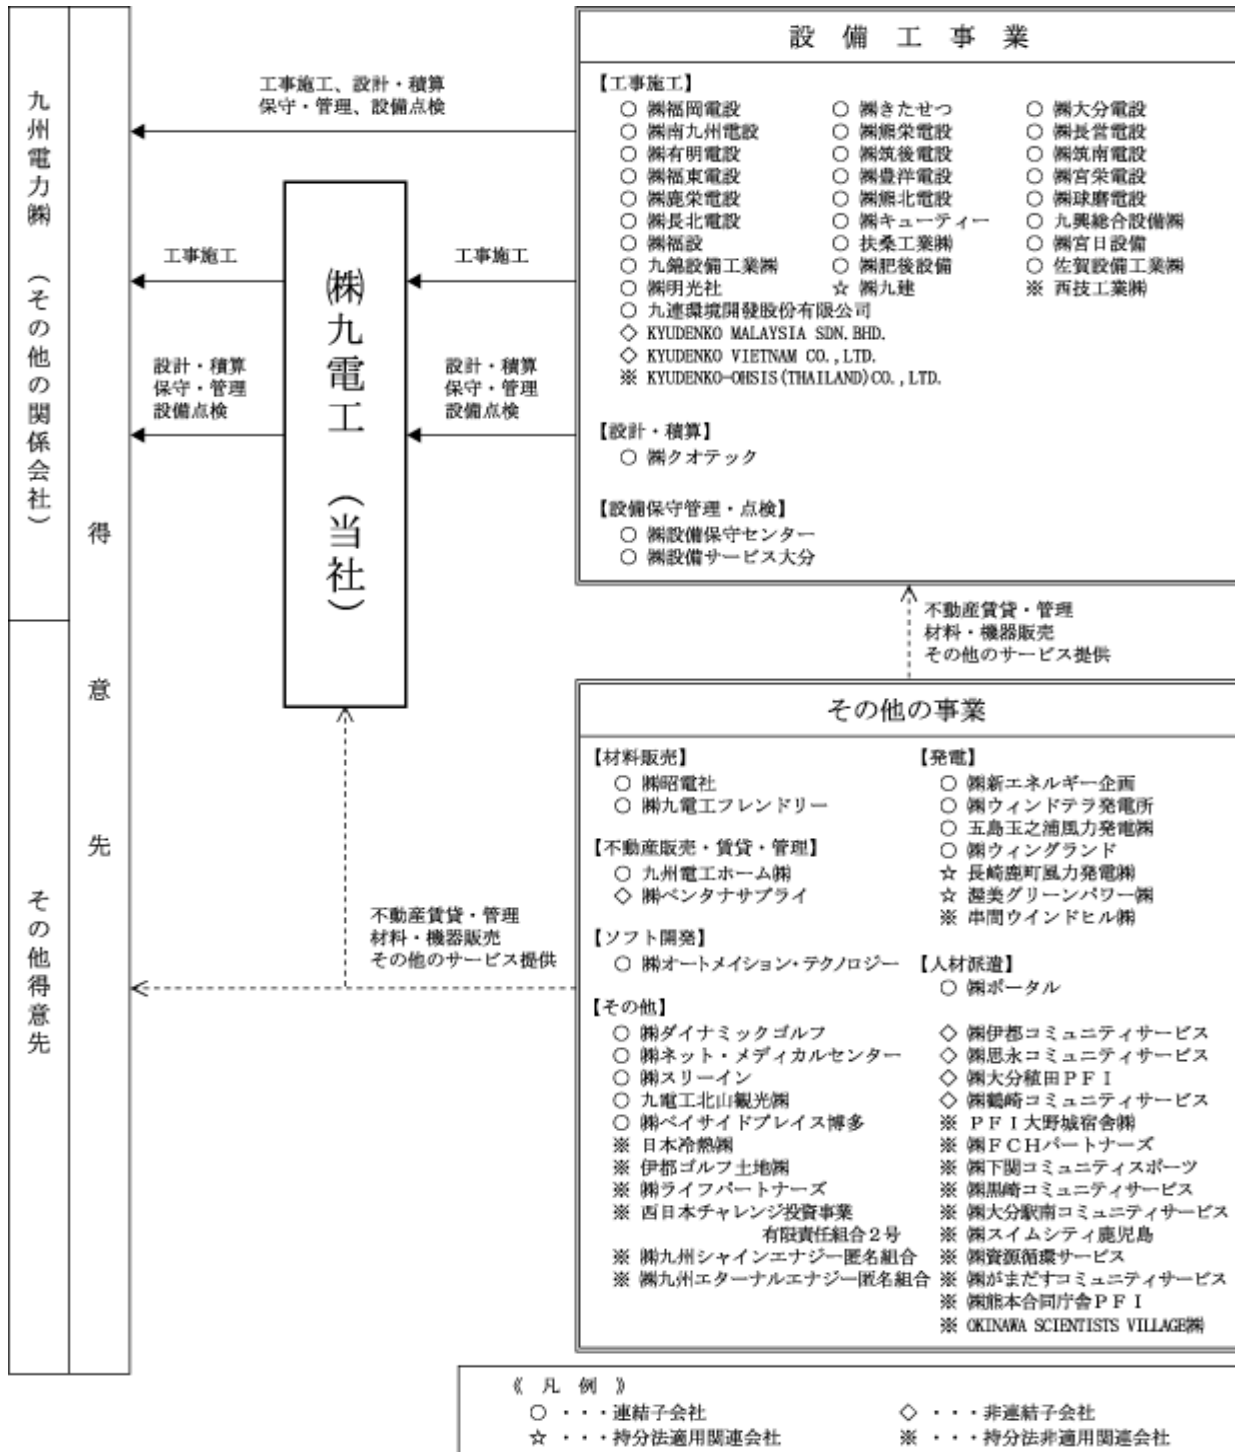 九州電力㈱ （その他の関係会社）
その他得意先
得意先
工事施工、設計・積算
保守・管理、設備点検
工事施工
設計・積算
保守・管理
設備点検
㈱九電工 （当社）
工事施工
設計・積算
保守・管理
設備点検
設備工事業
【工事施工】
○ ㈱福岡電設 ○ ㈱きたせつ ○ ㈱大分電設
○ ㈱南九州電設 ○ ㈱熊栄電設 ○ ㈱長営電設
○ ㈱有明電設 ○ ㈱筑後電設 ○ ㈱筑南電設
○ ㈱福東電設 ○ ㈱豊洋電設 ○ ㈱宮栄電設
○ ㈱鹿栄電設 ○ ㈱熊北電設 ○ ㈱球磨電設
○ ㈱長北電設 ○ ㈱キューティー ○ 九興総合設備㈱
○ ㈱福設 ○ 扶桑工業㈱ ○ ㈱宮日設備
○ 九錦設備工業㈱ ○ ㈱肥後設備 ○ 佐賀設備工業㈱
○ ㈱明光社 ☆ ㈱九建 ※ 西技工業㈱
○ 九連環境開發股份有限公司
◇ KYUDENKO MALAYSIA SDN.BHD.
◇ KYUDENKO VIETNAM CO.,LTD.
※ KYUDENKO-OHSIS(THAILAND)CO.,LTD.
【設計・積算】
○ ㈱クオテック
【設備保守管理・点検】
○ ㈱設備保守センター
○ ㈱設備サービス大分
不動産賃貸・管理
材料・機器販売
その他のサービス提供
不動産賃貸・管理
材料・機器販売
その他のサービス提供
その他の事業
【材料販売】
○ ㈱昭電社
○ ㈱九電工フレンドリー
【不動産販売・賃貸・管理】
○ 九州電工ホーム㈱
◇ ㈱ベンタナサプライ
【ソフト開発】
○ ㈱オートメイション・テクノロジー
【その他】
○ ㈱ダイナミックゴルフ
○ ㈱ネット・メディカルセンター
○ ㈱スリーイン
○ 九電工北山観光㈱
○ ㈱ベイサイドプレイス博多
※ 日本冷熱㈱
※ 伊都ゴルフ土地㈱
※ ㈱ライフパートナーズ
※ 西日本チャレンジ投資事業
有限責任組合２号
※ ㈱九州シャインエナジー匿名組合
※ ㈱九州エターナルエナジー匿名組合
【発電】
○ ㈱新エネルギー企画
○ ㈱ウィンドテラ発電所
○ 五島玉之浦風力発電㈱
○ ㈱ウィングランド
☆ 長崎鹿町風力発電㈱
☆ 渥美グリーンパワー㈱
※ 串間ウインドヒル㈱
【人材派遣】
○ ㈱ポータル
◇ ㈱伊都コミュニティサービス
◇ ㈱思永コミュニティサービス
◇ ㈱大分稙田ＰＦＩ
◇ ㈱鶴崎コミュニティサービス
※ ＰＦＩ大野城宿舎㈱
※ ㈱ＦＣＨパートナーズ
※ ㈱下関コミュニティスポーツ
※ ㈱黒崎コミュニティサービス
※ ㈱大分駅南コミュニティサービス
※ ㈱スイムシティ鹿児島
※ ㈱資源循環サービス
※ ㈱がまだすコミュニティサービス
※ ㈱熊本合同庁舎ＰＦＩ
※ OKINAWA SCIENTISTS VILLAGE㈱
《 凡 例 》
○ ・・・連結子会社 ◇ ・・・非連結子会社
☆ ・・・持分法適用関連会社 ※ ・・・持分法非適用関連会社